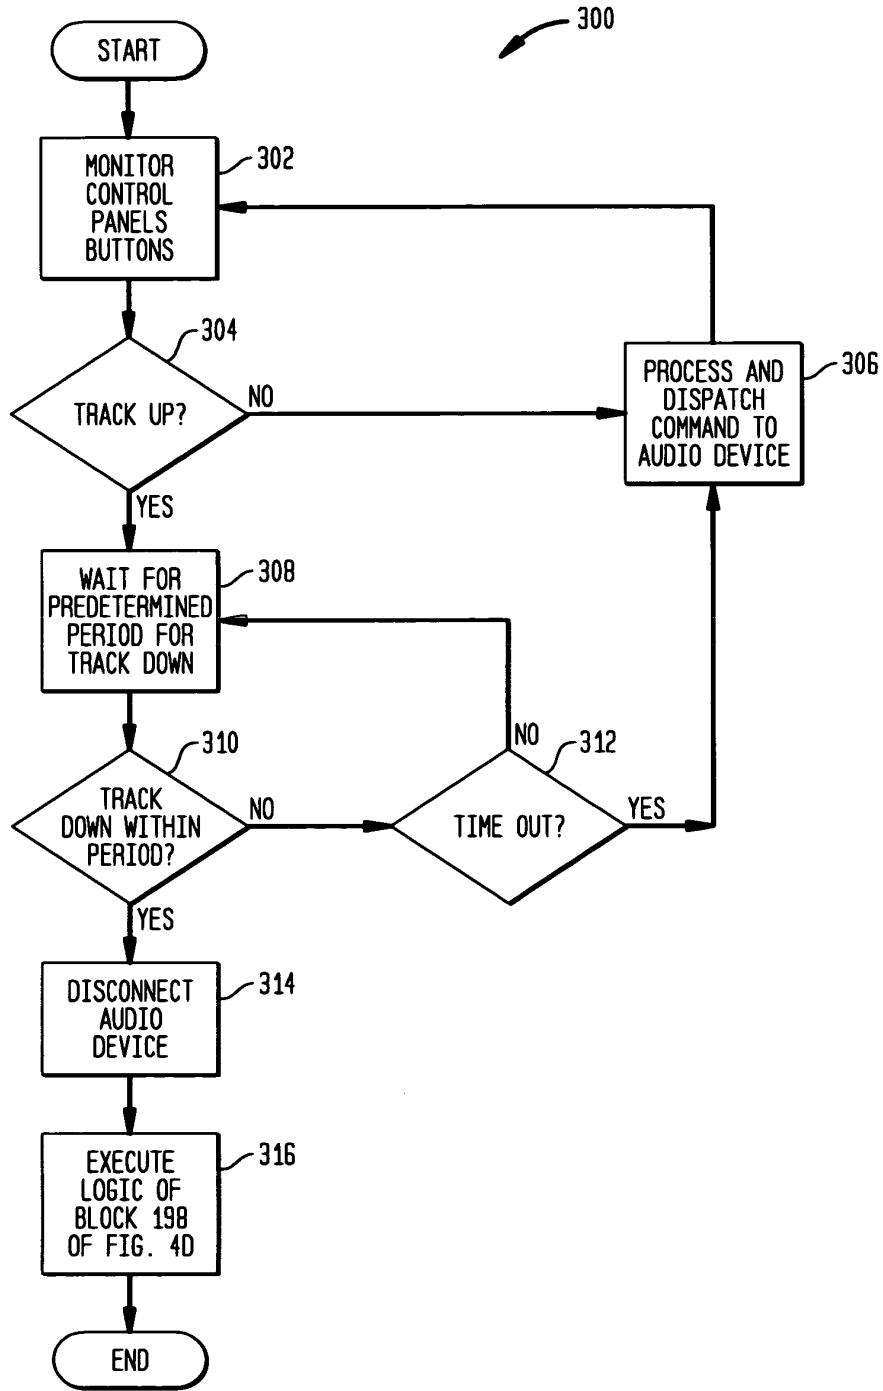 300
START
302
MONITOR
CONTROL
PANELS
BUTTONS
304
TRACK UP?
NO
306
PROCESS AND
DISPATCH
COMMAND TO
AUDIO DEVICE
YES
308
WAIT FOR
PREDETERMINED
PERIOD FOR
TRACK DOWN
310
TRACK
DOWN WITHIN
PERIOD?
NO
312
NO
TIME OUT?
YES
YES
314
DISCONNECT
AUDIO
DEVICE
316
EXECUTE
LOGIC OF
BLOCK 198
OF FIG. 4D
END